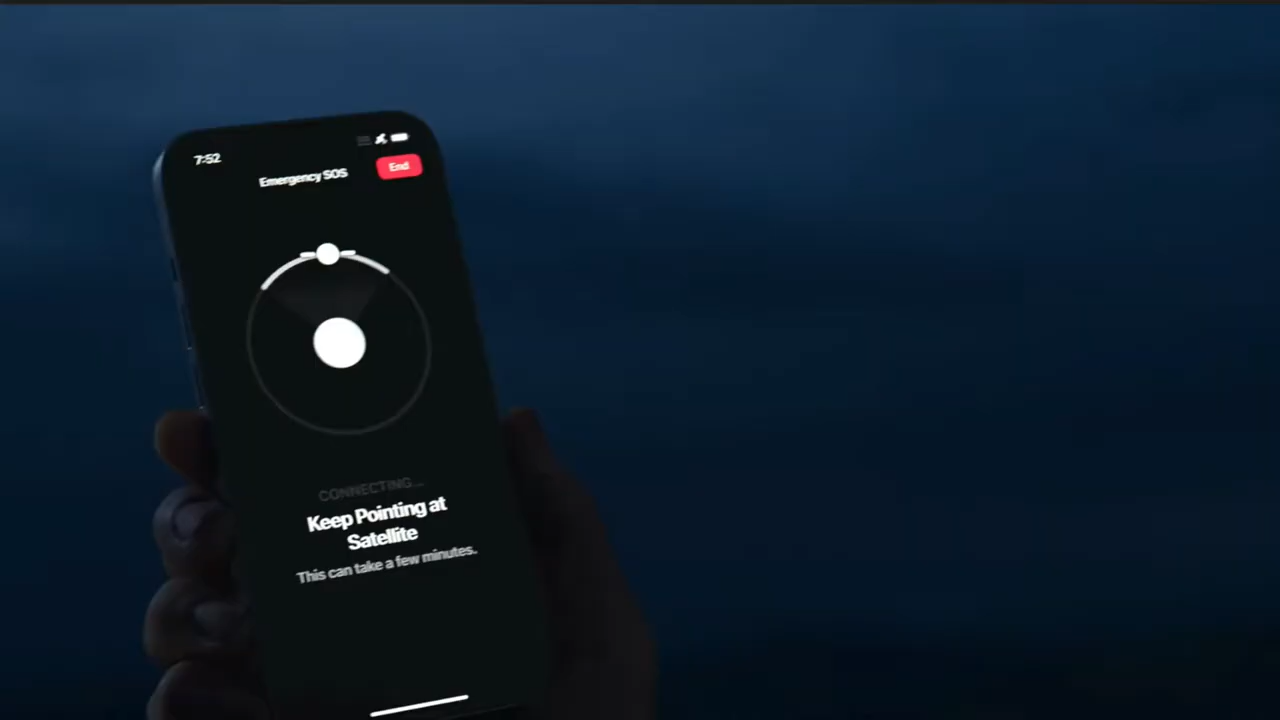 7:52
Emergency SOS
End
CONNECTING...
Keep Pointing at
Satellite
This can take a few minutes.